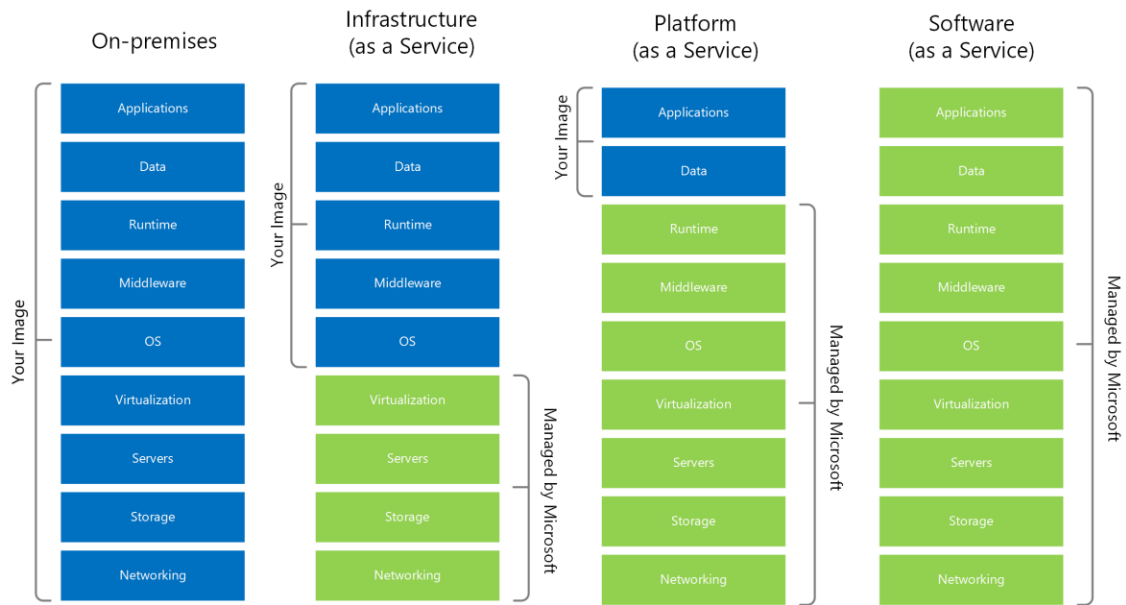 On-premises
Your Image
Applications
Data
Runtime
Middleware
OS
Virtualization
Servers
Storage
Networking
Infrastructure
(as a Service)
Your Image
Applications
Data
Runtime
Middleware
OS
Virtualization
Servers
Storage
Networking
Managed by Microsoft
Platform
(as a Service)
Your Image
Applications
Data
Runtime
Middleware
OS
Virtualization
Servers
Storage
Networking
Managed by Microsoft
Software
(as a Service)
Applications
Data
Runtime
Middleware
OS
Virtualization
Servers
Storage
Networking
Managed by Microsoft